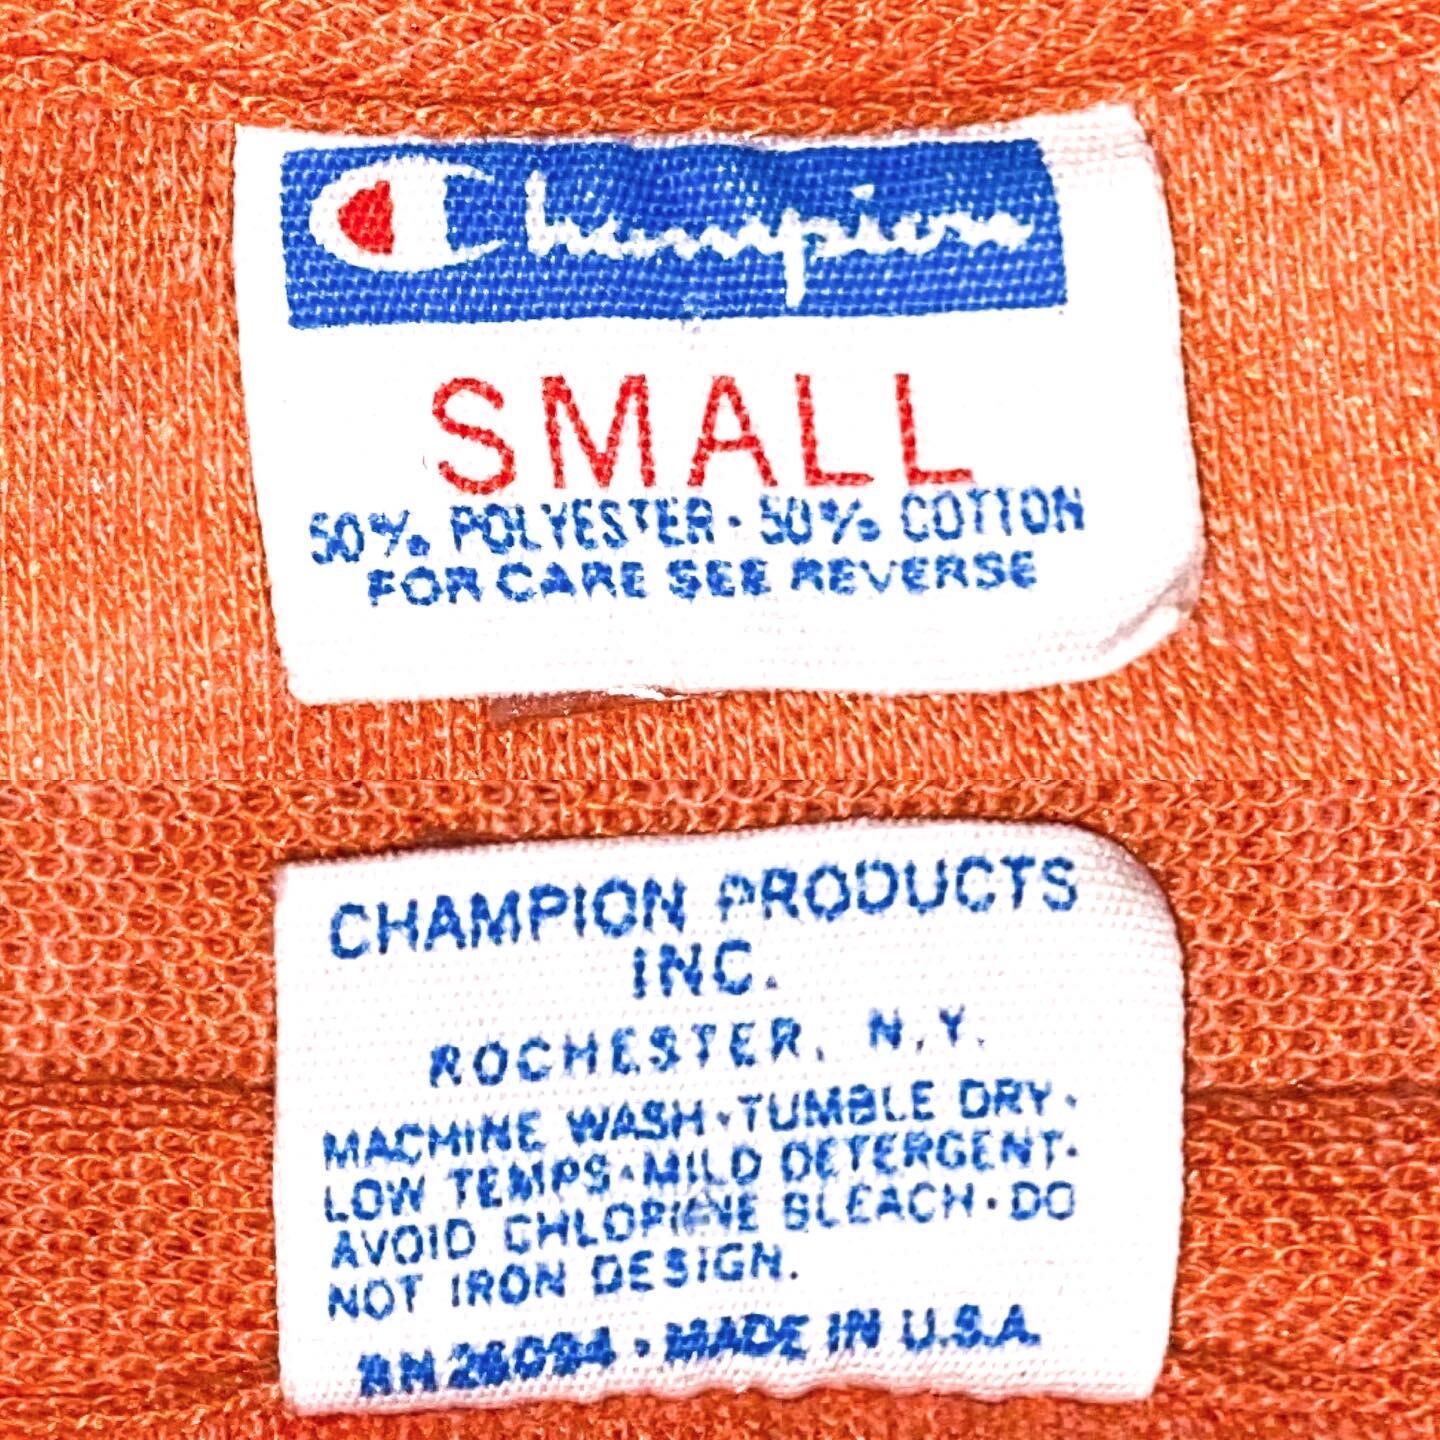 Champion
SMALL
50% POLYESTER · 50% COTTON
FOR CARE SEE REVERSE
CHAMPION PRODUCTS
INC.
ROCHESTER, N.Y.
MACHINE WASH · TUMBLE DRY ·
LOW TEMPS · MILD DETERGENT ·
AVOID CHLORINE BLEACH · DO
NOT IRON DESIGN.
RN 26094 · MADE IN U.S.A.